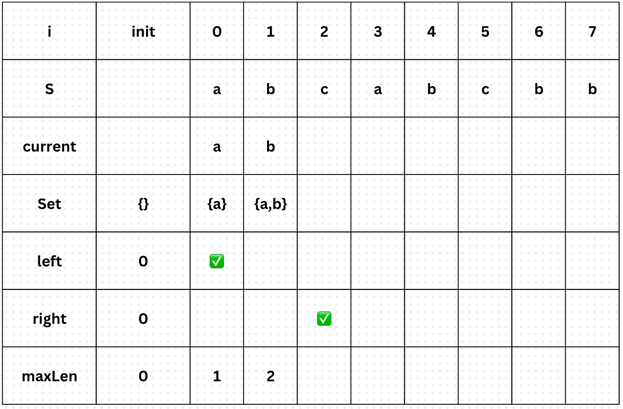 i init 0 1 2 3 4 5 6 7
S a b c a b c b b
current a b
Set {} {a} {a,b}
left 0 ✅
right 0 ✅
maxLen 0 1 2